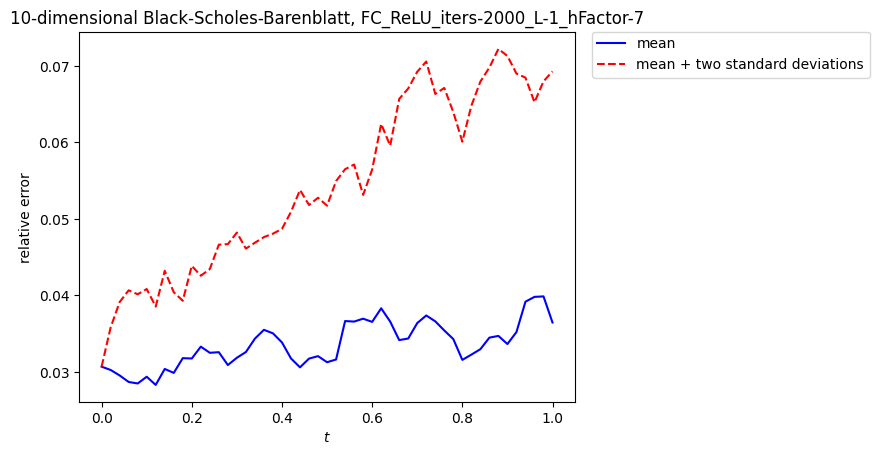 10-dimensional Black-Scholes-Barenblatt, FC_ReLU_iters-2000_L-1_hFactor-7
mean
mean + two standard deviations
relative error
0.07
0.06
0.05
0.04
0.03
0.0 0.2 0.4 0.6 0.8 1.0
t